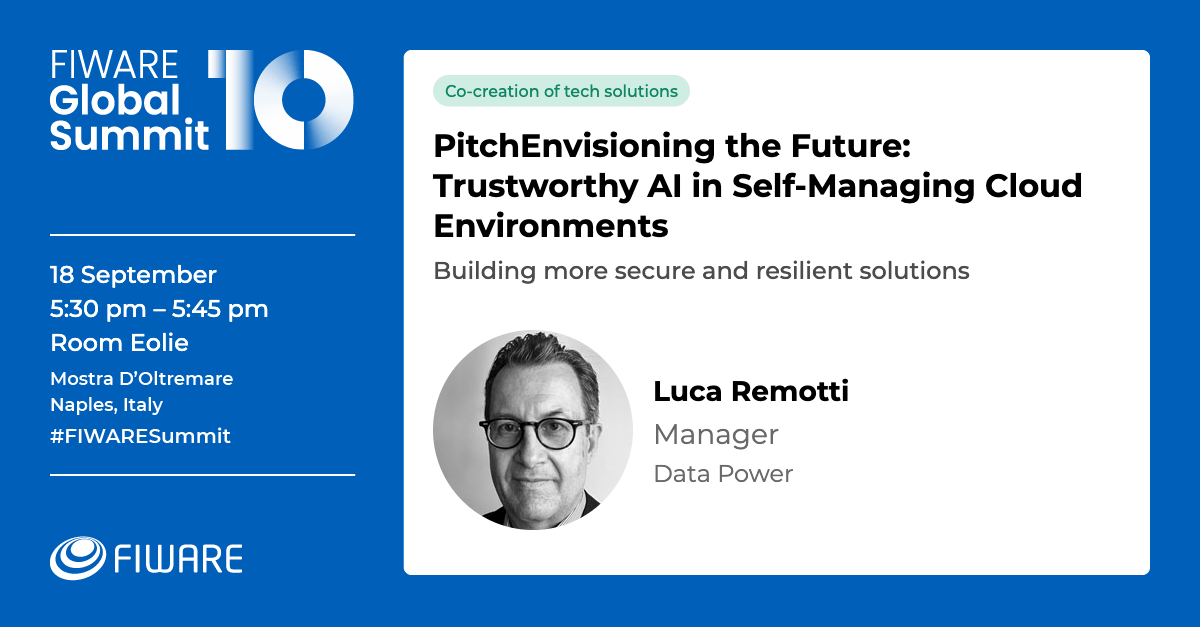 FIWARE
Global
Summit
10
18 September
5:30 pm – 5:45 pm
Room Eolie
Mostra D’Oltremare
Naples, Italy
#FIWARESummit
FIWARE
Co-creation of tech solutions
PitchEnvisioning the Future:
Trustworthy AI in Self-Managing Cloud
Environments
Building more secure and resilient solutions
Luca Remotti
Manager
Data Power